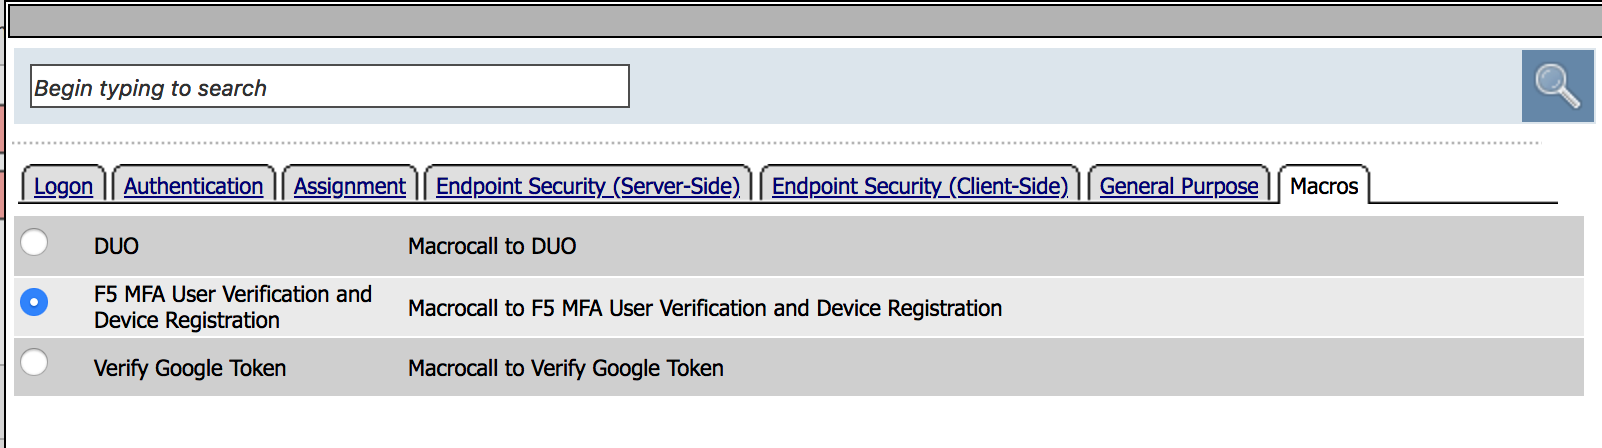 Begin typing to search
Logon Authentication Assignment Endpoint Security (Server-Side) Endpoint Security (Client-Side) General Purpose Macros
DUO Macrocall to DUO
F5 MFA User Verification and
Device Registration
Macrocall to F5 MFA User Verification and Device Registration
Verify Google Token Macrocall to Verify Google Token